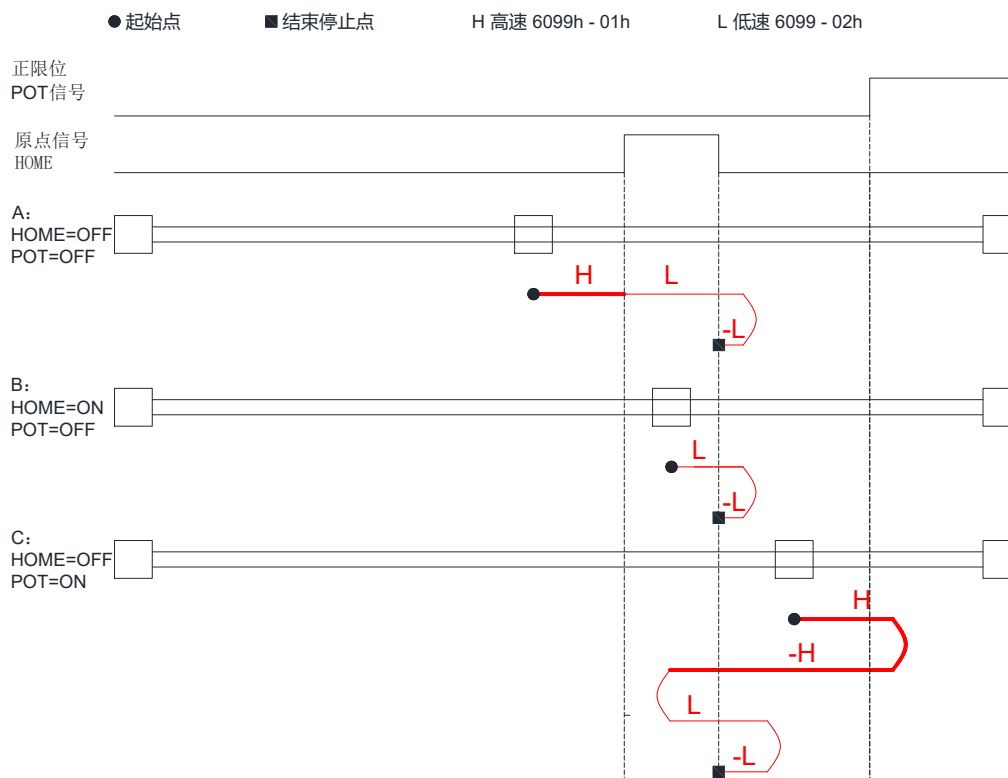 起始点 结束停止点 H 高速 6099h - 01h L 低速 6099 - 02h
正限位
POT信号
原点信号
HOME
A：
HOME=OFF
POT=OFF
H L
-L
B：
HOME=ON
POT=OFF
L
-L
C：
HOME=OFF
POT=ON
H
-H
L
-L